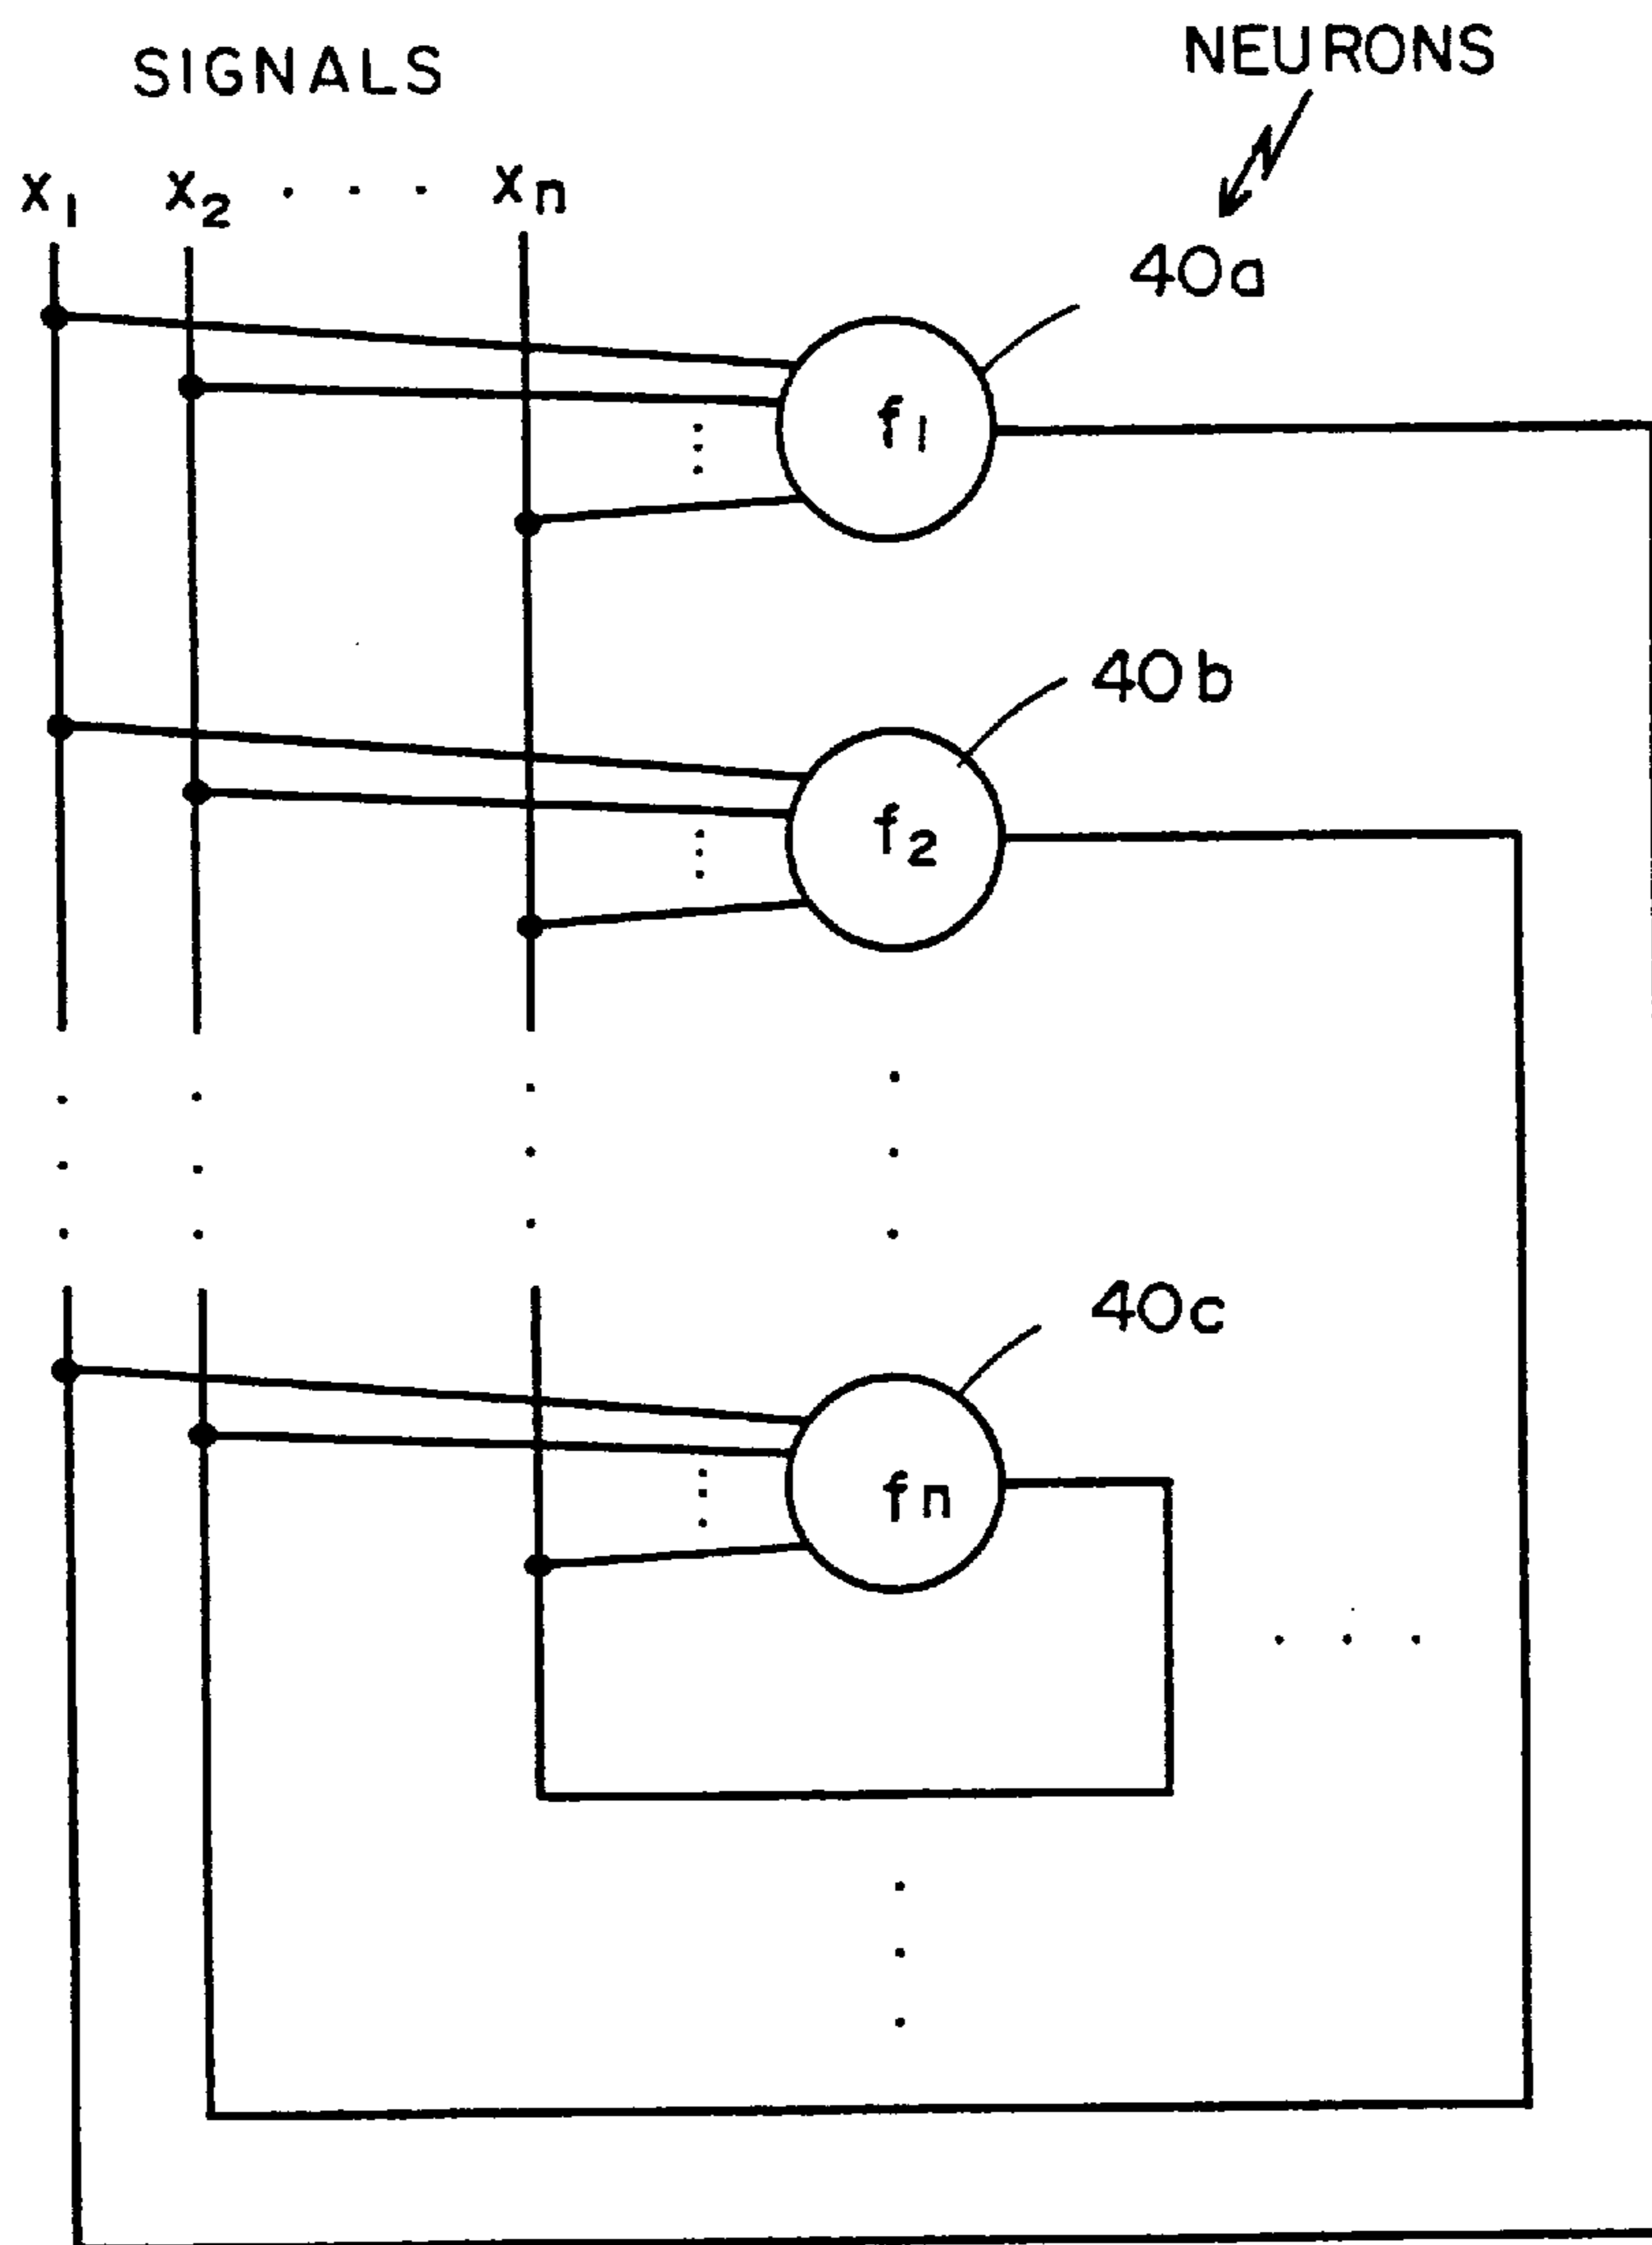 SIGNALS
NEURONS
x1 x2 . . . xn
40a
f1
40b
f2
40c
fn